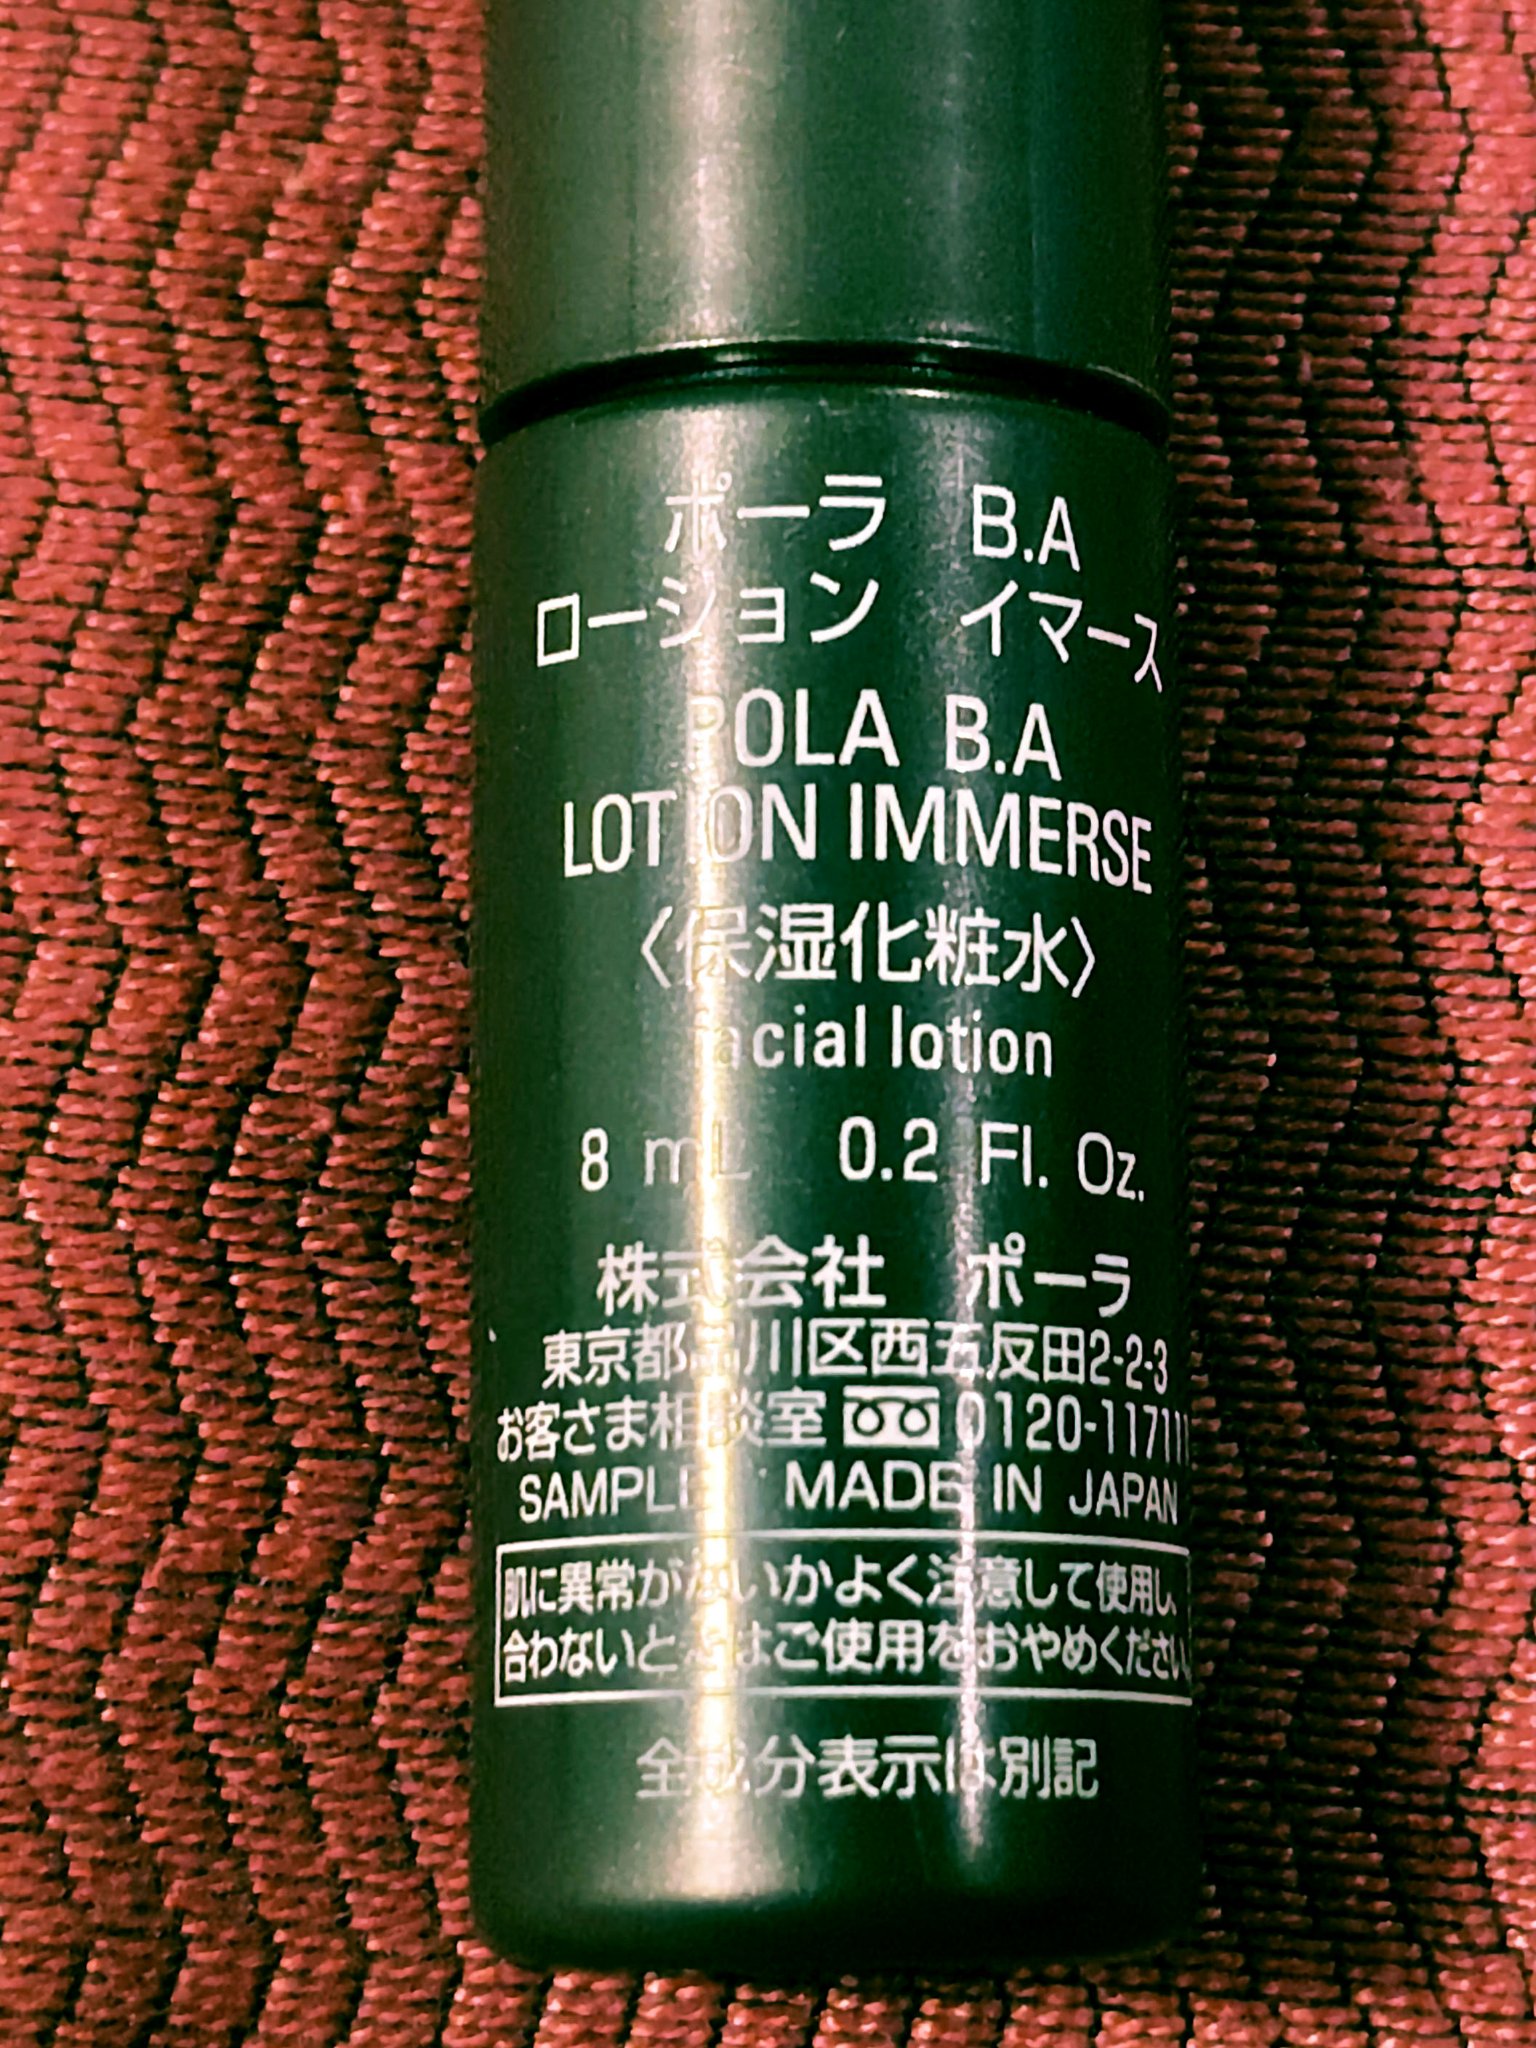 ポーラ B.A
ローション イマース
POLA B.A
LOTION IMMERSE
〈保湿化粧水〉
facial lotion
8 mL 0.2 Fl. Oz.
株式会社 ポーラ
東京都品川区西五反田2-2-3
お客さま相談室 0120-117111
SAMPLE MADE IN JAPAN
肌に異常がないかよく注意して使用し、
合わないときはご使用をおやめください。
全成分表示は別記